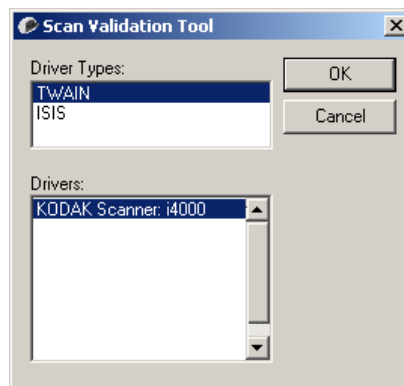 Scan Validation Tool
Driver Types:
TWAIN
ISIS
OK
Cancel
Drivers:
KODAK Scanner: i4000